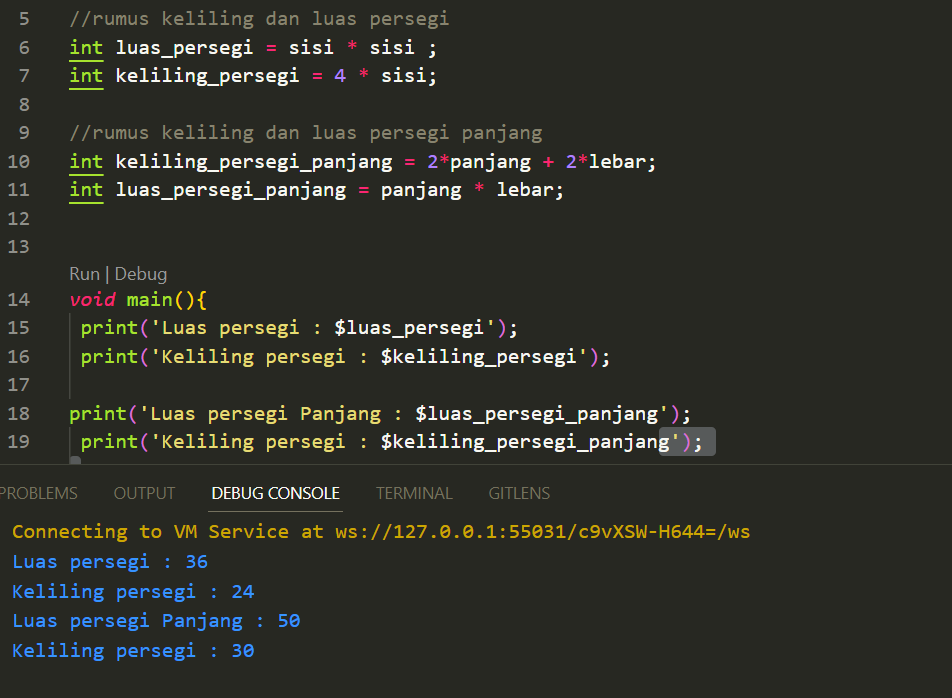 5 //rumus keliling dan luas persegi
6 int luas_persegi = sisi * sisi ;
7 int keliling_persegi = 4 * sisi;
8
9 //rumus keliling dan luas persegi panjang
10 int keliling_persegi_panjang = 2*panjang + 2*lebar;
11 int luas_persegi_panjang = panjang * lebar;
12
13
Run | Debug
14 void main(){
15 print('Luas persegi : $luas_persegi');
16 print('Keliling persegi : $keliling_persegi');
17
18 print('Luas persegi Panjang : $luas_persegi_panjang');
19 print('Keliling persegi : $keliling_persegi_panjang');
PROBLEMS OUTPUT DEBUG CONSOLE TERMINAL GITLENS
Connecting to VM Service at ws://127.0.0.1:55031/c9vXSW-H644=/ws
Luas persegi : 36
Keliling persegi : 24
Luas persegi Panjang : 50
Keliling persegi : 30